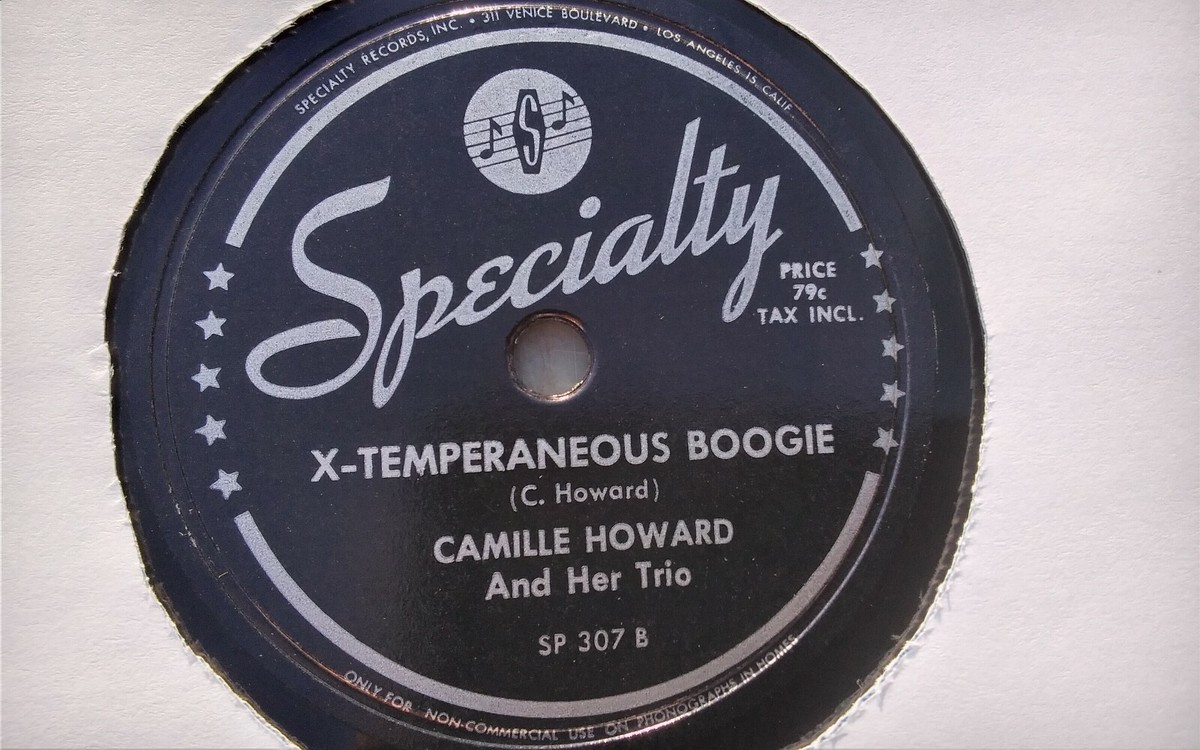 SPECIALTY RECORDS, INC. • 311 VENICE BOULEVARD • LOS ANGELES 15, CALIF
S
Specialty
PRICE
79c
TAX INCL.
X-TEMPERANEOUS BOOGIE
(C. Howard)
CAMILLE HOWARD
And Her Trio
SP 307 B
ONLY FOR NON-COMMERCIAL USE ON PHONOGRAPHS IN HOMES